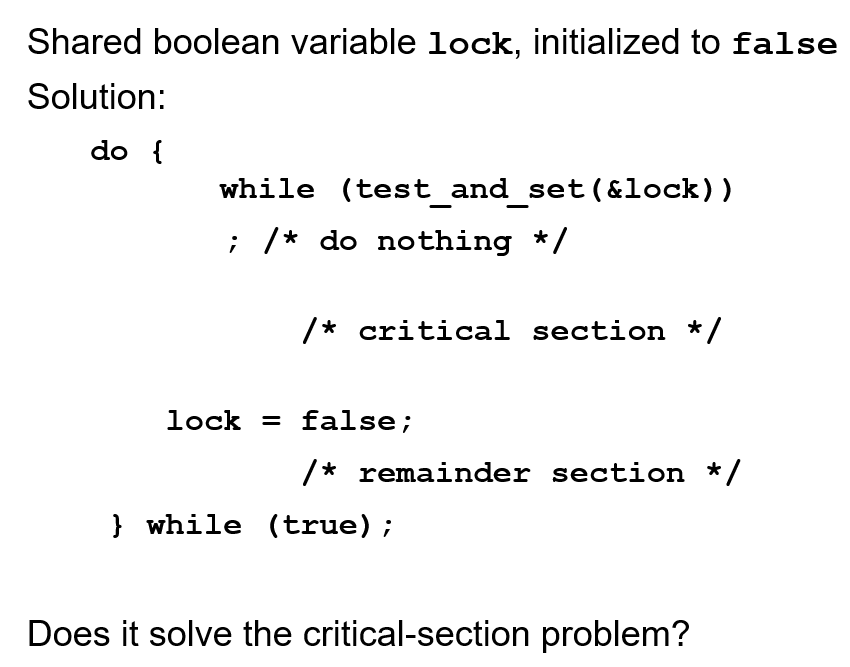 Shared boolean variable lock, initialized to false
Solution:
do {
while (test_and_set(&lock))
; /* do nothing */
/* critical section */
lock = false;
/* remainder section */
} while (true);
Does it solve the critical-section problem?